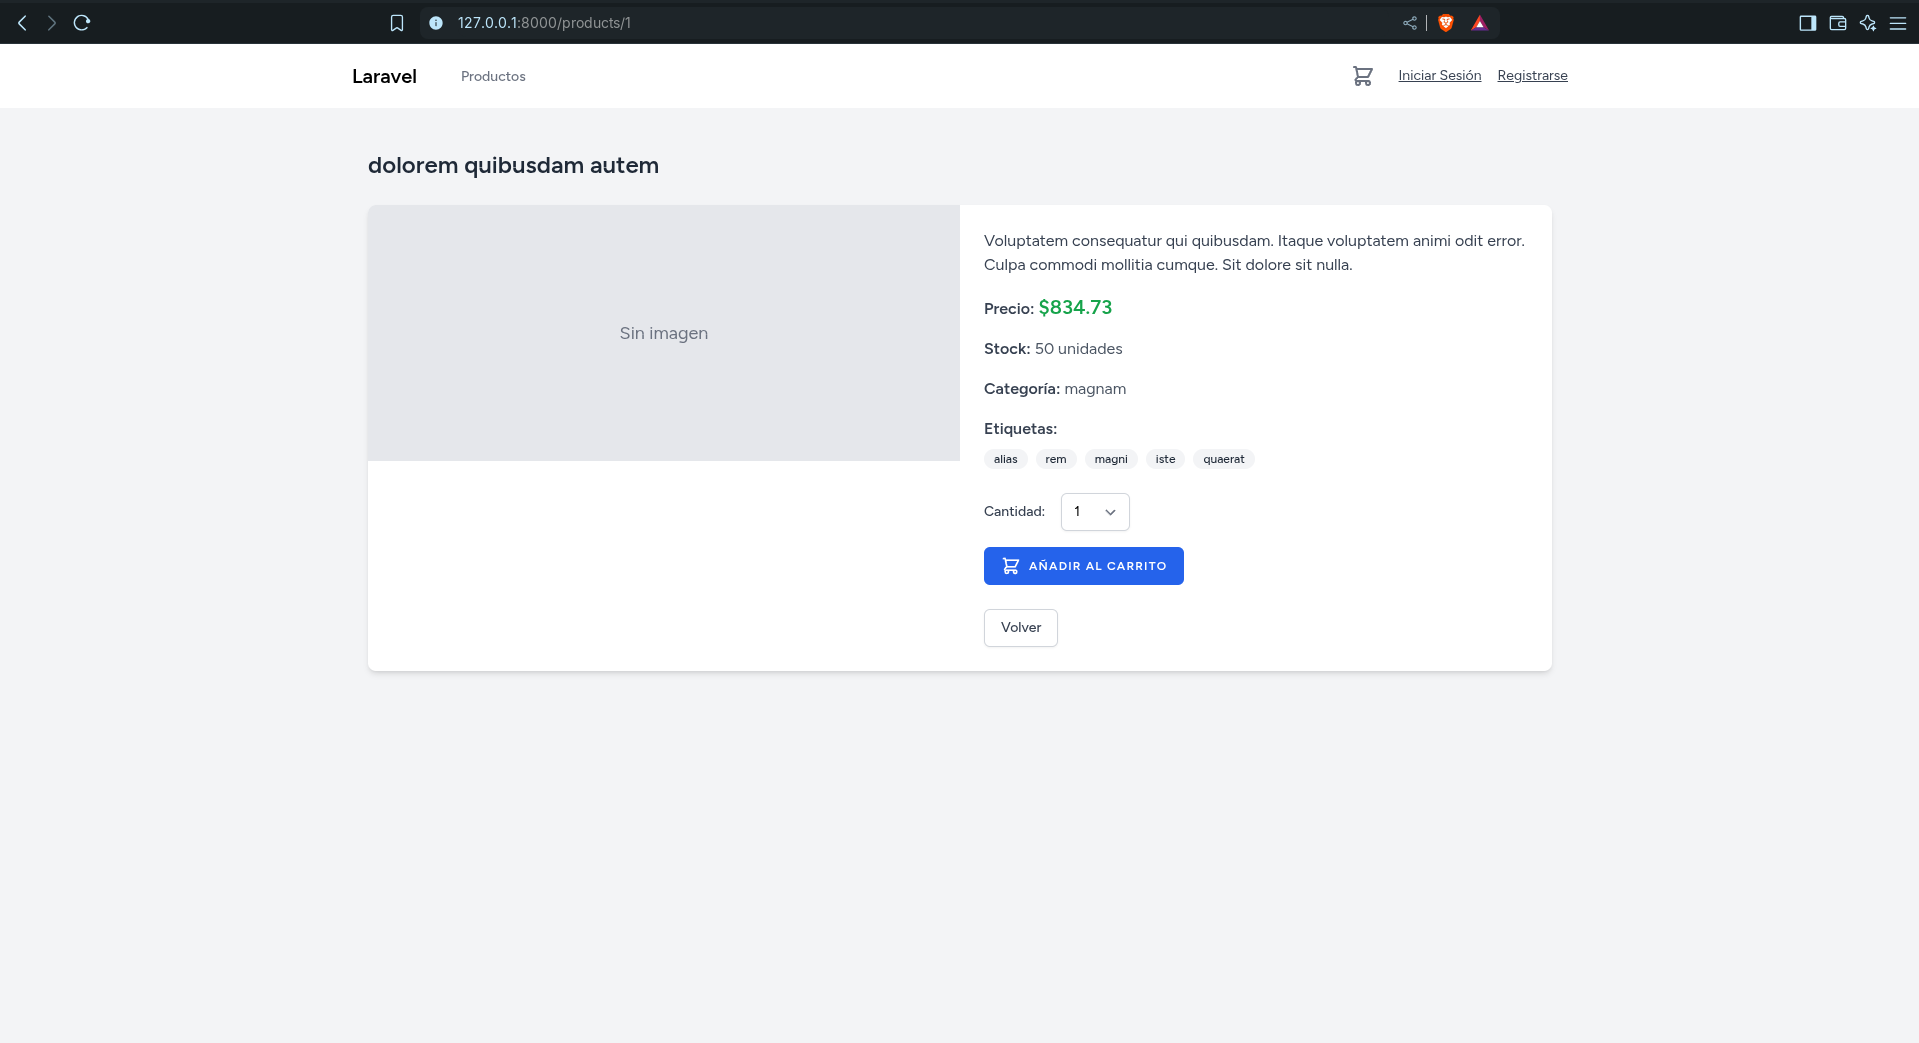 127.0.0.1:8000/products/1
Laravel Productos Iniciar Sesión Registrarse
dolorem quibusdam autem
Sin imagen
Voluptatem consequatur qui quibusdam. Itaque voluptatem animi odit error.
Culpa commodi mollitia cumque. Sit dolore sit nulla.
Precio: $834.73
Stock: 50 unidades
Categoría: magnam
Etiquetas:
alias rem magni iste quaerat
Cantidad: 1
AÑADIR AL CARRITO
Volver